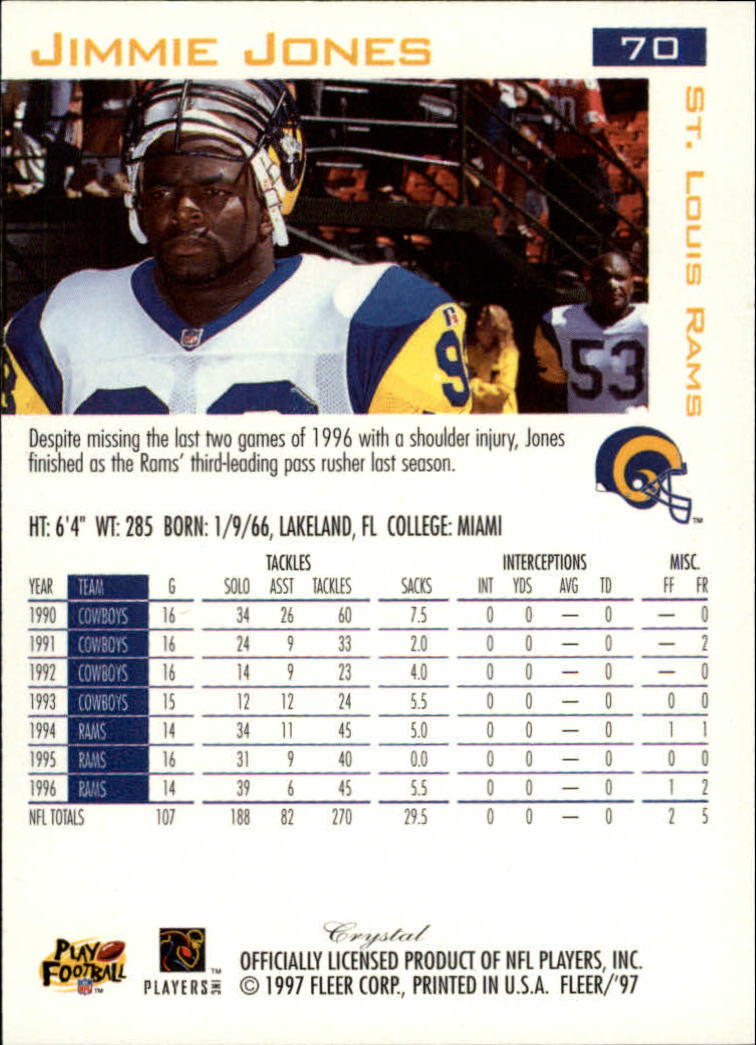 JIMMIE JONES
70
ST. LOUIS RAMS
9
53
Despite missing the last two games of 1996 with a shoulder injury, Jones
finished as the Rams' third-leading pass rusher last season.
TM
HT: 6'4" WT: 285 BORN: 1/9/66, LAKELAND, FL COLLEGE: MIAMI
TACKLES INTERCEPTIONS MISC.
YEAR TEAM G SOLO ASST TACKLES SACKS INT YDS AVG TD FF FR
1990 COWBOYS 16 34 26 60 7.5 0 0 — 0 — 0
1991 COWBOYS 16 24 9 33 2.0 0 0 — 0 — 2
1992 COWBOYS 16 14 9 23 4.0 0 0 — 0 — 0
1993 COWBOYS 15 12 12 24 5.5 0 0 — 0 0 0
1994 RAMS 14 34 11 45 5.0 0 0 — 0 1 1
1995 RAMS 16 31 9 40 0.0 0 0 — 0 0 0
1996 RAMS 14 39 6 45 5.5 0 0 — 0 1 2
NFL TOTALS 107 188 82 270 29.5 0 0 — 0 2 5
PLAY
FOOTBALL
NFL
TM
PLAYERS INC
TM
Crystal
OFFICIALLY LICENSED PRODUCT OF NFL PLAYERS, INC.
© 1997 FLEER CORP., PRINTED IN U.S.A. FLEER/'97